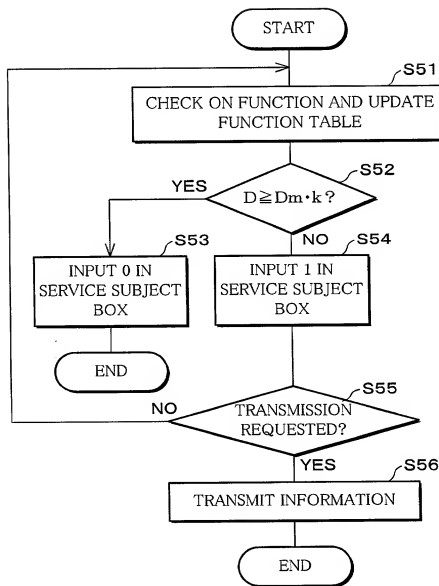 START
S51
CHECK ON FUNCTION AND UPDATE
FUNCTION TABLE
S52
YES
D≧Dm·k?
S53
NO
S54
INPUT 0 IN
SERVICE SUBJECT
BOX
INPUT 1 IN
SERVICE SUBJECT
BOX
END
S55
NO
TRANSMISSION
REQUESTED?
YES
S56
TRANSMIT INFORMATION
END